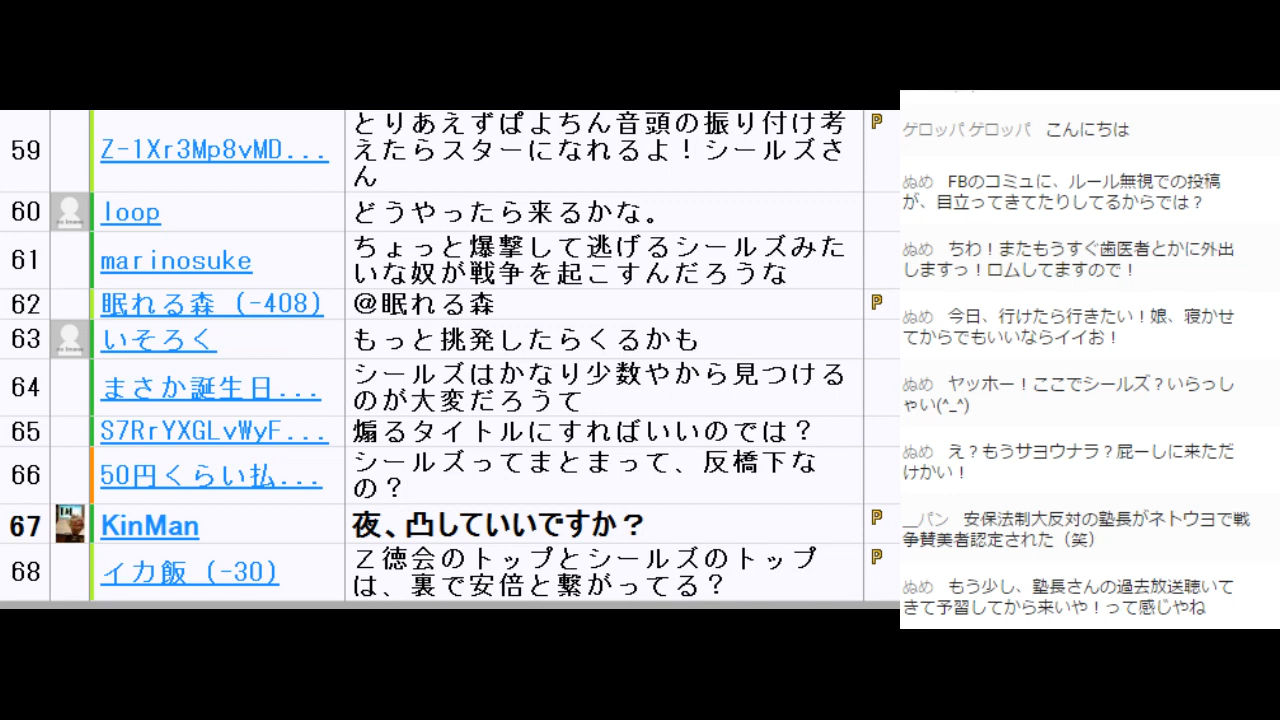 59
Z-1Xr3Mp8vMD...
とりあえずぱよちん音頭の振り付け考
えたらスターになれるよ！シールズさ
ん
P
60
loop
どうやったら来るかな。
61
marinosuke
ちょっと爆撃して逃げるシールズみた
いな奴が戦争を起こすんだろうな
62
眠れる森 (-408)
@眠れる森
P
63
いそろく
もっと挑発したらくるかも
64
まさか誕生日...
シールズはかなり少数やから見つける
のが大変だろうて
65
S7RrYXGLvWyF...
煽るタイトルにすればいいのでは？
66
50円くらい払...
シールズってまとまって、反橋下な
の？
67
KinMan
夜、凸していいですか？
P
68
イカ飯 (-30)
Ｚ徳会のトップとシールズのトップ
は、裏で安倍と繋がってる？
P
ゲロッパ ゲロッパ こんにちは
ぬめ FBのコミュに、ルール無視での投稿
が、目立ってきてたりしてるからでは？
ぬめ ちわ！またもうすぐ歯医者とかに外出
しますっ！ロムしてますので！
ぬめ 今日、行けたら行きたい！娘、寝かせ
てからでもいいならイイお！
ぬめ ヤッホー！ここでシールズ？いらっし
ゃい(^_^)
ぬめ え？もうサヨウナラ？屁ーしに来ただ
けかい！
__パン 安保法制大反対の塾長がネトウヨで戦
争賛美者認定された（笑）
ぬめ もう少し、塾長さんの過去放送聴いて
きて予習してから来いや！って感じやね